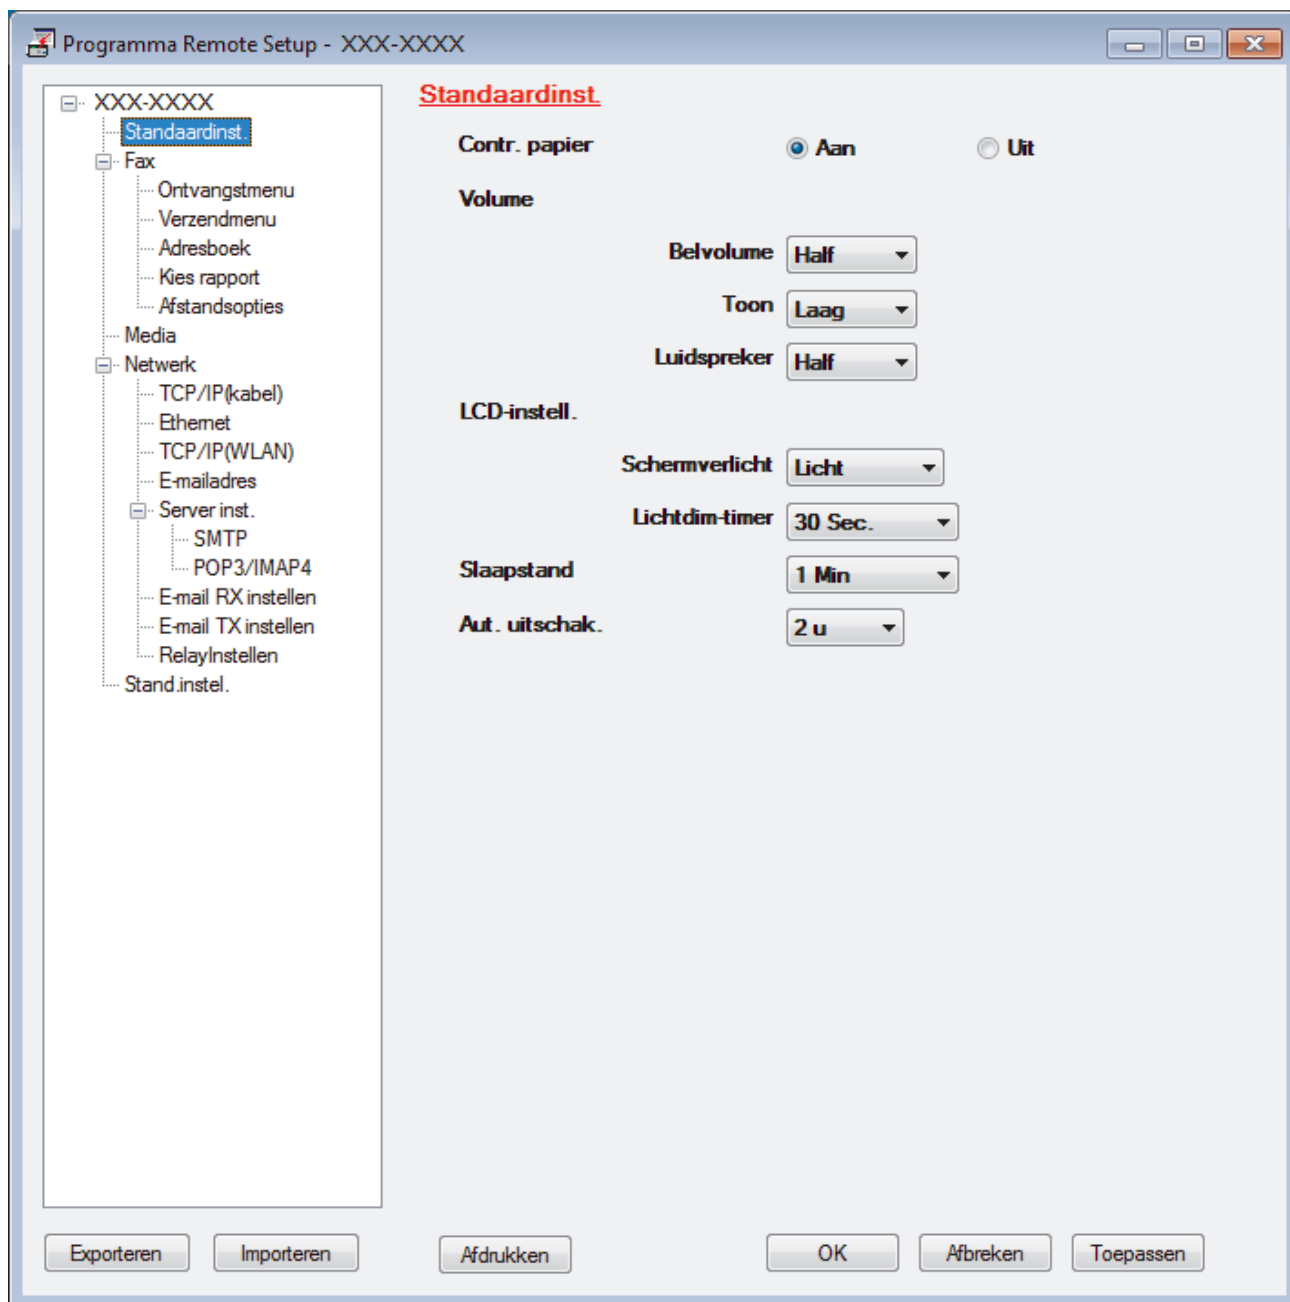 Programma Remote Setup - XXX-XXXX
XXX-XXXX
Standaardinst.
Fax
Ontvangstmenu
Verzendmenu
Adresboek
Kies rapport
Afstandsopties
Media
Netwerk
TCP/IP(kabel)
Ethernet
TCP/IP(WLAN)
E-mailadres
Server inst.
SMTP
POP3/IMAP4
E-mail RX instellen
E-mail TX instellen
RelayInstellen
Stand.instel.
Standaardinst.
Contr. papier Aan Uit
Volume
Belvolume Half
Toon Laag
Luidspreker Half
LCD-instell.
Schermverlicht Licht
Lichtdim-timer 30 Sec.
Slaapstand 1 Min
Aut. uitschak. 2 u
Exporteren Importeren Afdrukken OK Afbreken Toepassen